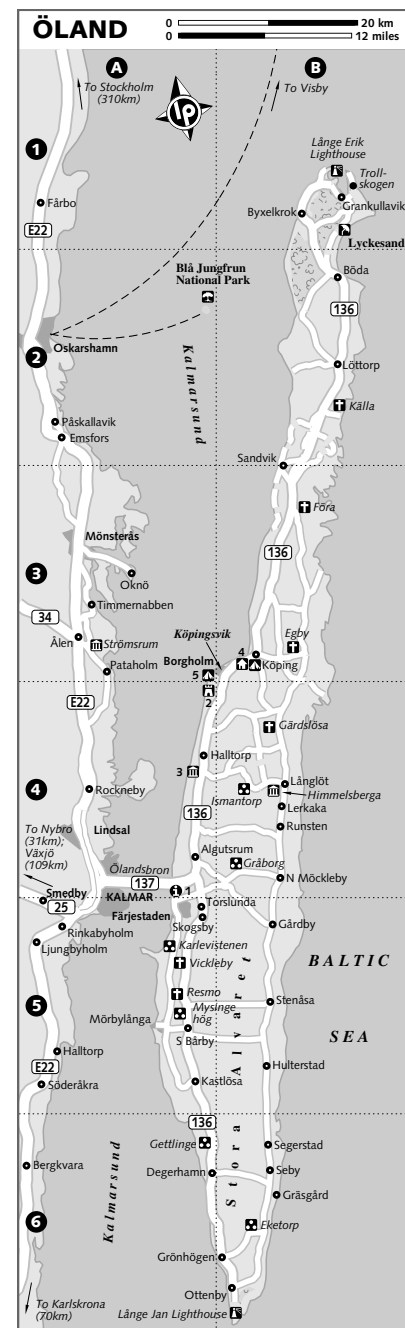 ÖLAND
0 20 km
0 12 miles
A
B
To Stockholm
(310km)
To Visby
LP
1
Långe Erik
Lighthouse
Troll-
skogen
Grankullavik
Byxelkrok
Fårbo
E22
Lyckesand
Blå Jungfrun
National Park
Böda
136
Oskarshamn
2
Kalmarsund
Löttorp
Källa
Påskallavik
Emsfors
Sandvik
Föra
Mönsterås
136
3
Oknö
Timmernabben
34
Ålen
Strömsrum
Pataholm
Köpingsvik
Egby
4
Borgholm
Köping
5
2
E22
Gärdslösa
Halltorp
3
Långlöt
Ismantorp
Himmelsberga
4
Rockneby
Lerkaka
136
Runsten
To Nybro
(31km);
Växjö
(109km)
Lindsal
Algutsrum
Gråborg
Ölandsbron
137
N Möckleby
Smedby
KALMAR
1
25
Färjestaden
Torslunda
Skogsby
Rinkabyholm
Gårdby
Ljungbyholm
Karlevistenen
Vickleby
BALTIC
SEA
Resmo
Mysinge
hög
Stenåsa
5
Mörbylånga
S Bårby
Halltorp
E22
Hulterstad
Söderåkra
Kastlösa
Stora Alvaret
136
Gettlinge
Segerstad
Bergkvara
Degerhamn
Seby
Gräsgård
Kalmarsund
6
Eketorp
Grönhögen
Ottenby
To Karlskrona
(70km)
Långe Jan Lighthouse